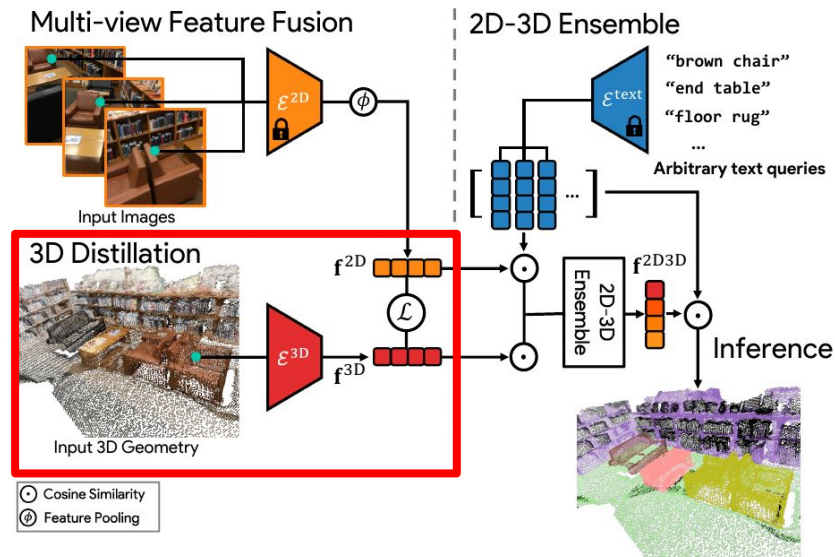 Multi-view Feature Fusion
2D-3D Ensemble
ℰ²ᴰ
ϕ
ℰᵗᵉˣᵗ
“brown chair”
“end table”
“floor rug”
...
Arbitrary text queries
Input Images
[ ... ]
3D Distillation
f²ᴰ
ℒ
ℰ³ᴰ
f³ᴰ
Input 3D Geometry
2D-3D
Ensemble
f²ᴰ³ᴰ
Inference
Cosine Similarity
ϕ Feature Pooling